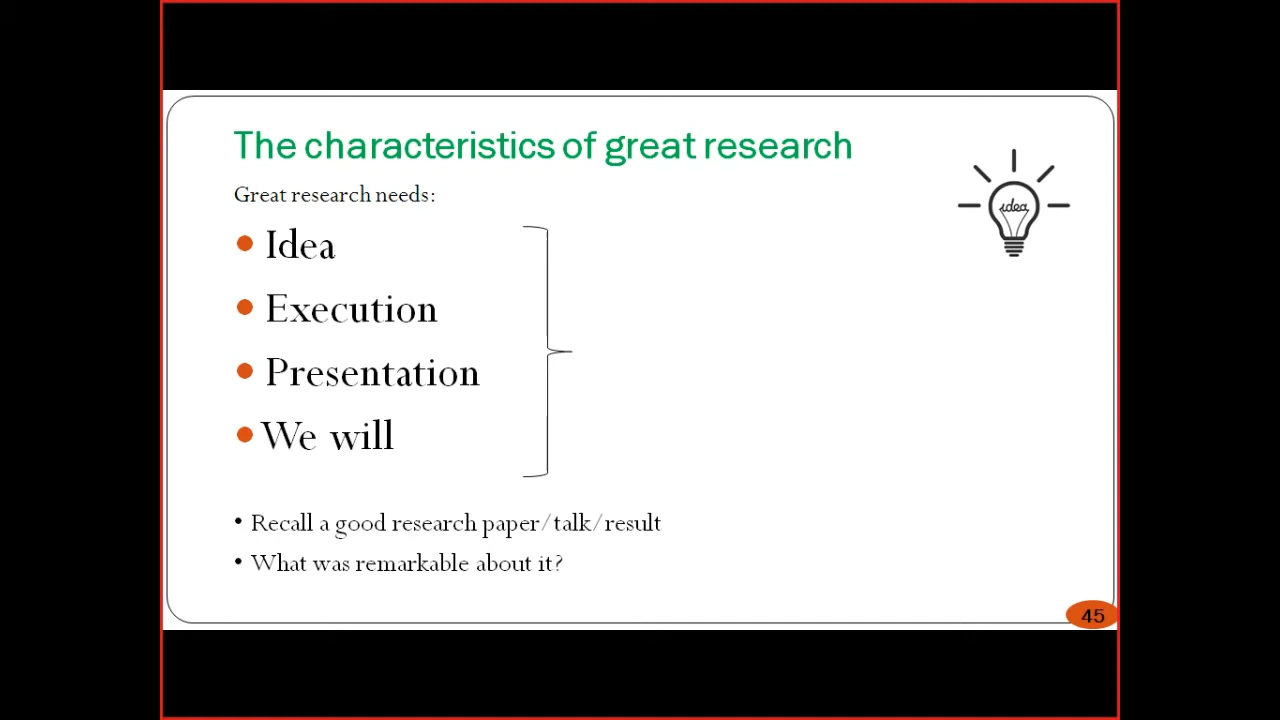 The characteristics of great research
idea
Great research needs:
• Idea
• Execution
• Presentation
• We will
• Recall a good research paper/talk/result
• What was remarkable about it?
45